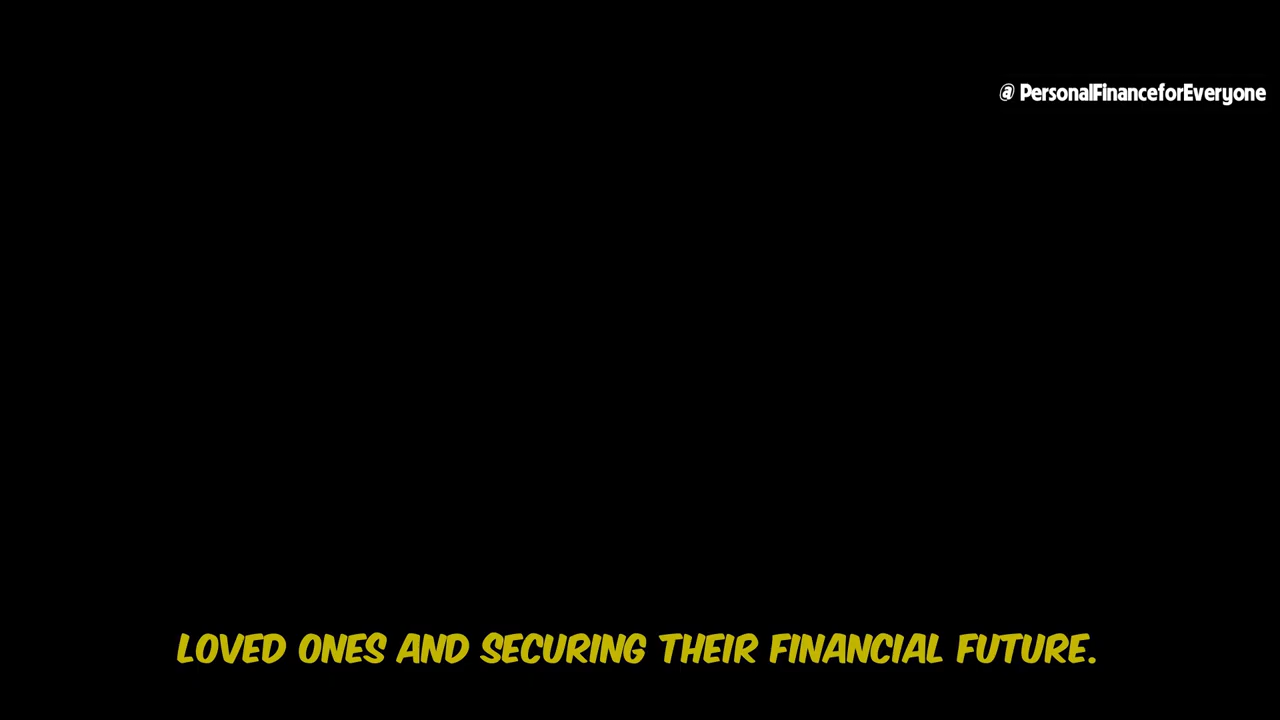 @ PersonalFinanceforEveryone
LOVED ONES AND SECURING THEIR FINANCIAL FUTURE.